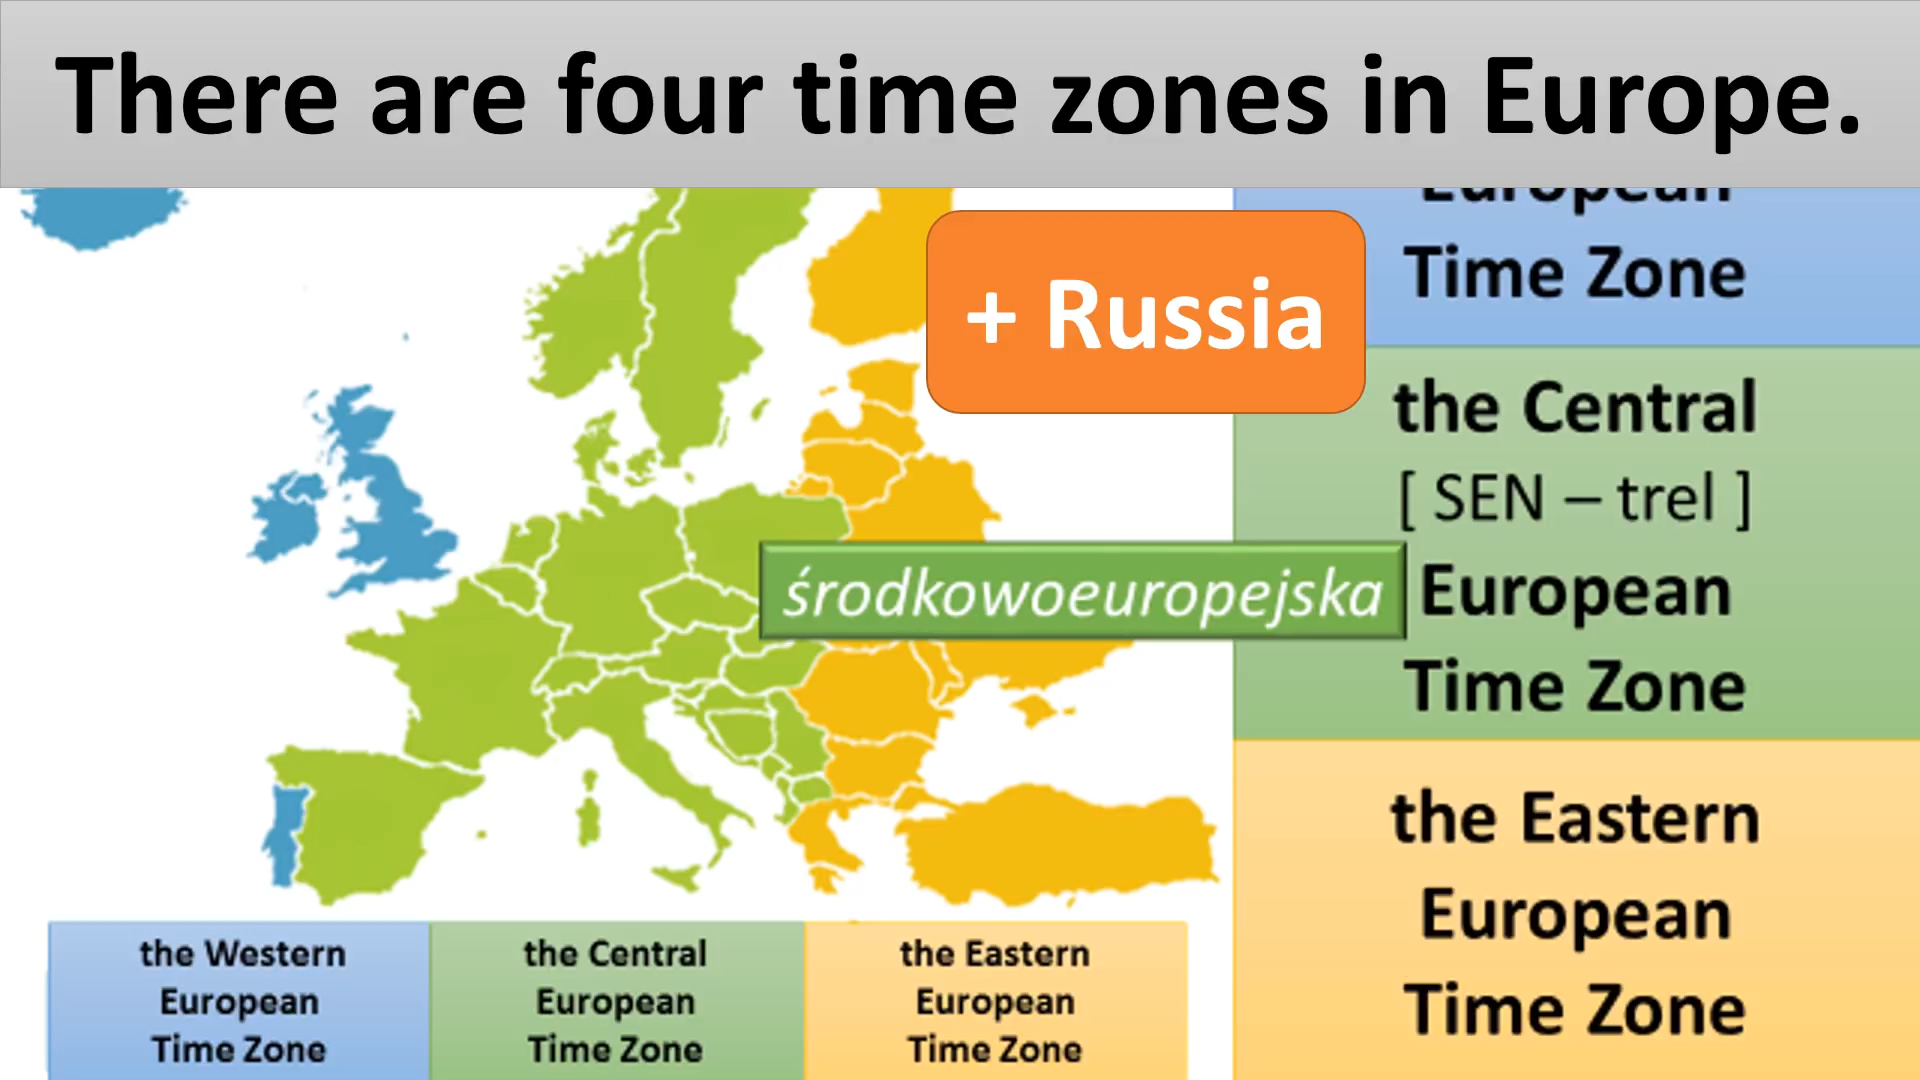 There are four time zones in Europe.
+ Russia
European
Time Zone
the Central
[ SEN – trel ]
środkowoeuropejska
European
Time Zone
the Eastern
European
Time Zone
the Western
European
Time Zone
the Central
European
Time Zone
the Eastern
European
Time Zone